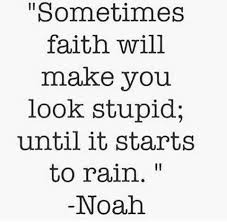 "Sometimes
faith will
make you
look stupid;
until it starts
to rain. "
-Noah